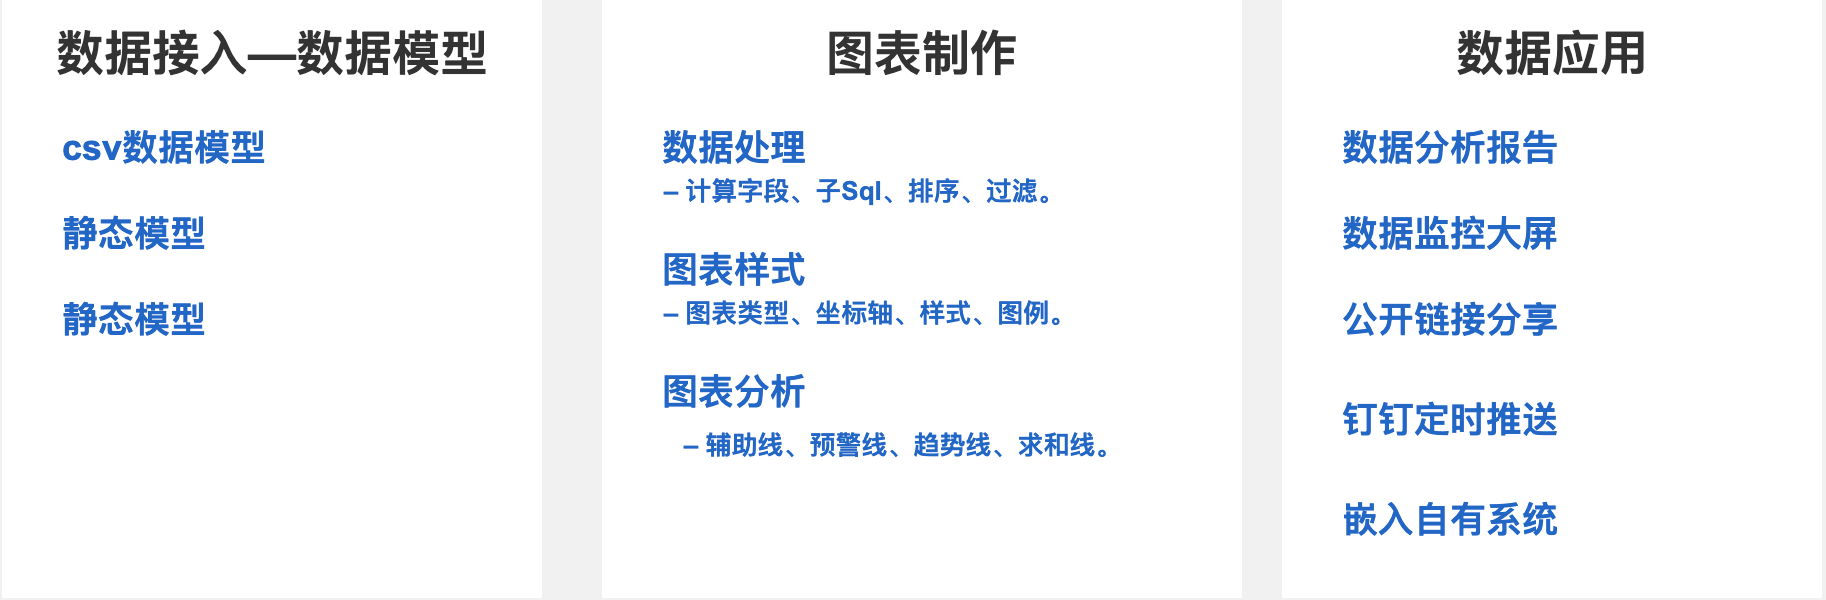 数据接入—数据模型
csv数据模型
静态模型
静态模型
图表制作
数据处理
– 计算字段、子Sql、排序、过滤。
图表样式
– 图表类型、坐标轴、样式、图例。
图表分析
– 辅助线、预警线、趋势线、求和线。
数据应用
数据分析报告
数据监控大屏
公开链接分享
钉钉定时推送
嵌入自有系统